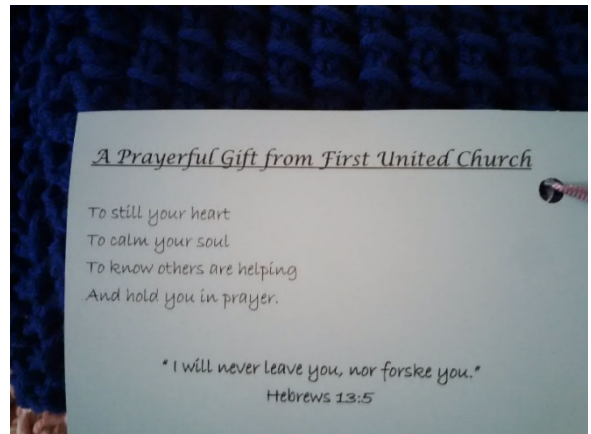 A Prayerful Gift from First United Church
To still your heart
To calm your soul
To know others are helping
And hold you in prayer.
" I will never leave you, nor forske you."
Hebrews 13:5